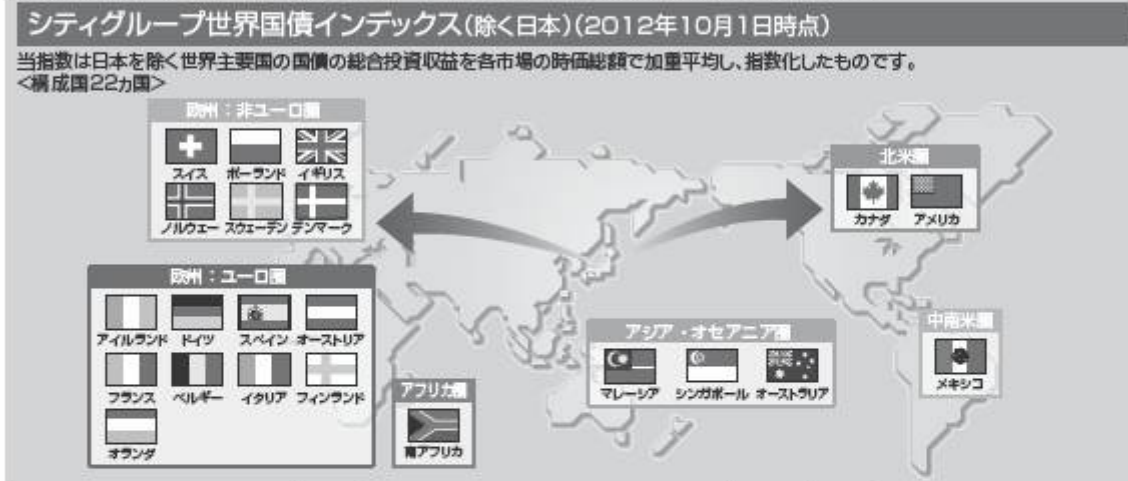 シティグループ世界国債インデックス(除く日本)(2012年10月1日時点)
当指数は日本を除く世界主要国の国債の総合投資収益を各市場の時価総額で加重平均し、指数化したものです。
<構成国22ヵ国>
欧州：非ユーロ圏
スイス ポーランド イギリス
ノルウェー スウェーデン デンマーク
北米圏
カナダ アメリカ
欧州：ユーロ圏
アイルランド ドイツ スペイン オーストリア
フランス ベルギー イタリア フィンランド
オランダ
アフリカ圏
南アフリカ
アジア・オセアニア圏
マレーシア シンガポール オーストラリア
中南米圏
メキシコ